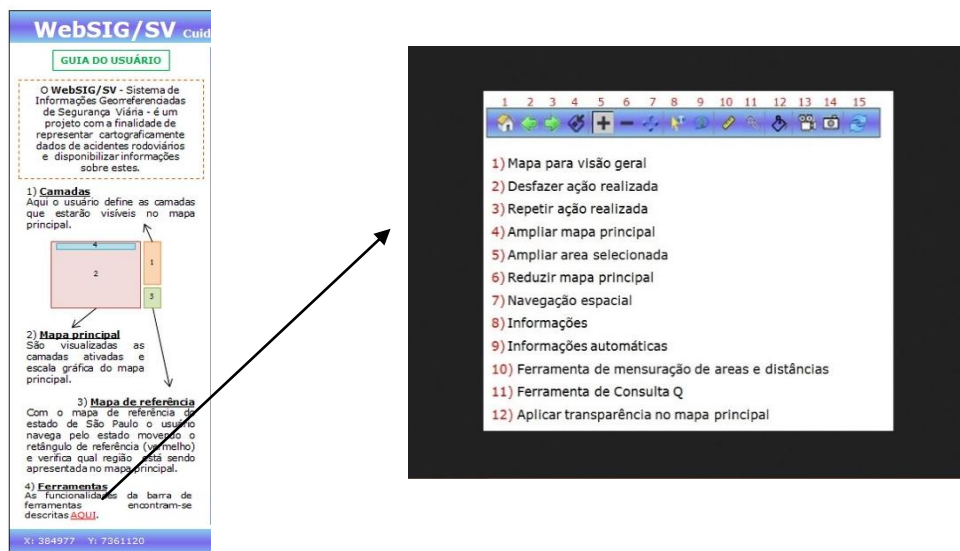 WebSIG/SV Cuid
GUIA DO USUÁRIO
O WebSIG/SV - Sistema de
Informações Georreferenciadas
de Segurança Viária - é um
projeto com a finalidade de
representar cartograficamente
dados de acidentes rodoviários
e disponibilizar informações
sobre estes.
1) Camadas
Aqui o usuário define as camadas
que estarão visíveis no mapa
principal.
4
2
1
3
2) Mapa principal
São visualizadas as
camadas ativadas e
escala gráfica do mapa
principal.
3) Mapa de referência
Com o mapa de referência do
estado de São Paulo o usuário
navega pelo estado movendo o
retângulo de referência (vermelho)
e verifica qual região está sendo
apresentada no mapa principal.
4) Ferramentas
As funcionalidades da barra de
ferramentas encontram-se
descritas AQUI.
X: 384977 Y: 7361120
1 2 3 4 5 6 7 8 9 10 11 12 13 14 15
1) Mapa para visão geral
2) Desfazer ação realizada
3) Repetir ação realizada
4) Ampliar mapa principal
5) Ampliar area selecionada
6) Reduzir mapa principal
7) Navegação espacial
8) Informações
9) Informações automáticas
10) Ferramenta de mensuração de areas e distâncias
11) Ferramenta de Consulta Q
12) Aplicar transparência no mapa principal